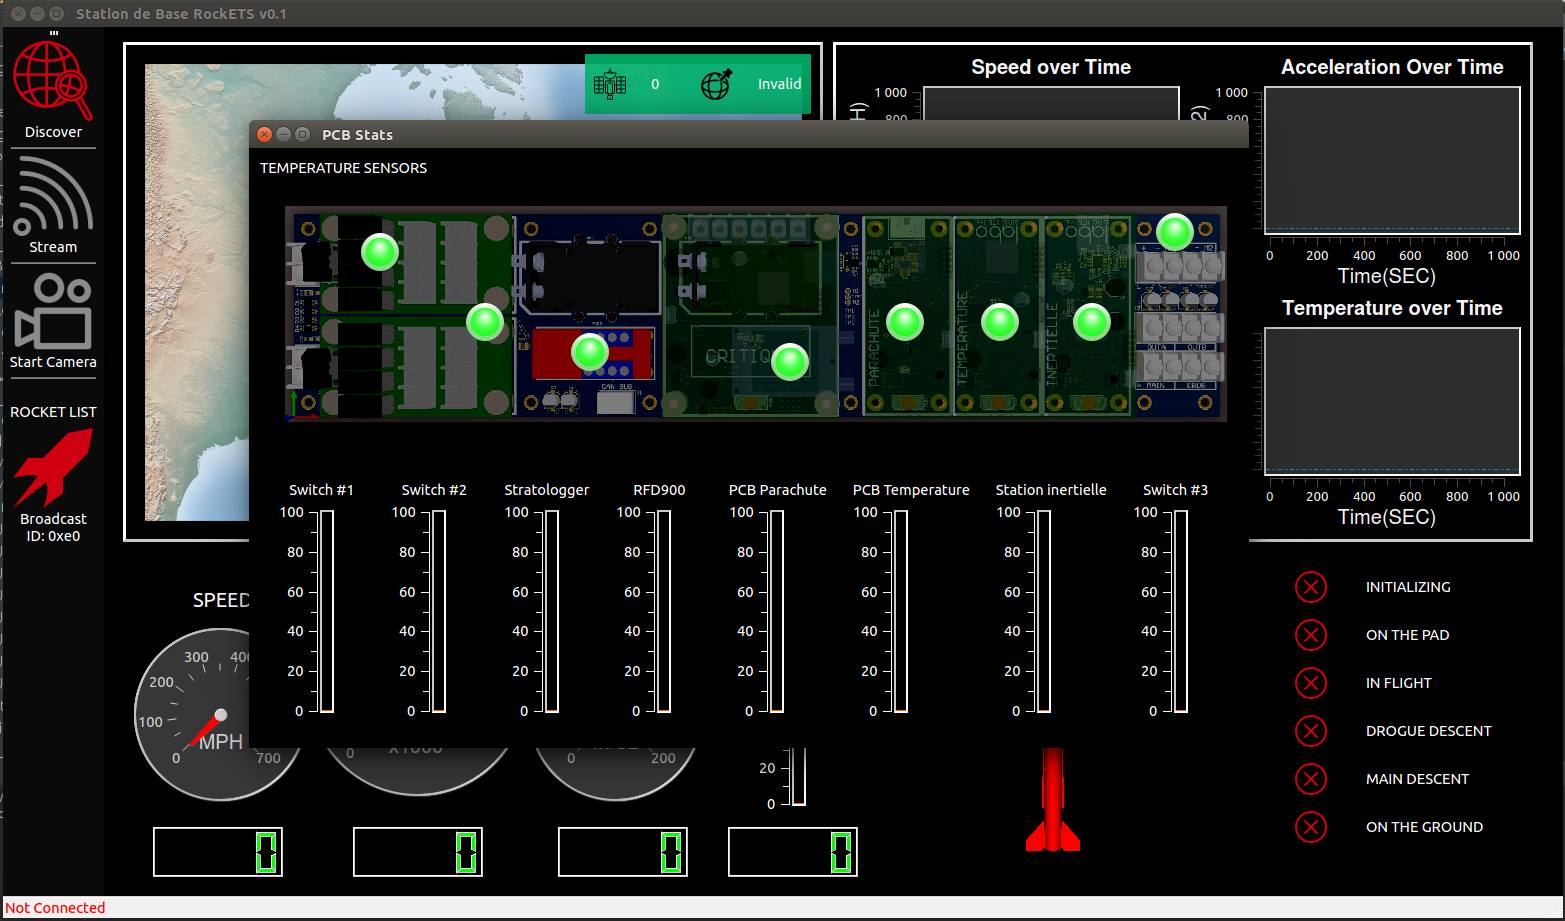 Station de Base RockETS v0.1
Discover
Stream
Start Camera
ROCKET LIST
Broadcast
ID: 0xe0
0
Invalid
Speed over Time
1 000
800
Acceleration Over Time
1 000
800
0 200 400 600 800 1 000
Time(SEC)
Temperature over Time
0 200 400 600 800 1 000
Time(SEC)
PCB Stats
TEMPERATURE SENSORS
PARACHUTE
TEMPERATURE
INERTIELLE
CAN BUS
OUTA OUTB
MAIN
Switch #1
100
80
60
40
20
0
Switch #2
100
80
60
40
20
0
Stratologger
100
80
60
40
20
0
RFD900
100
80
60
40
20
0
PCB Parachute
100
80
60
40
20
0
PCB Temperature
100
80
60
40
20
0
Station inertielle
100
80
60
40
20
0
Switch #3
100
80
60
40
20
0
SPEED
0
100
200
300
700
MPH
0
X1000
0
200
20
0
0
0
0
0
INITIALIZING
ON THE PAD
IN FLIGHT
DROGUE DESCENT
MAIN DESCENT
ON THE GROUND
Not Connected